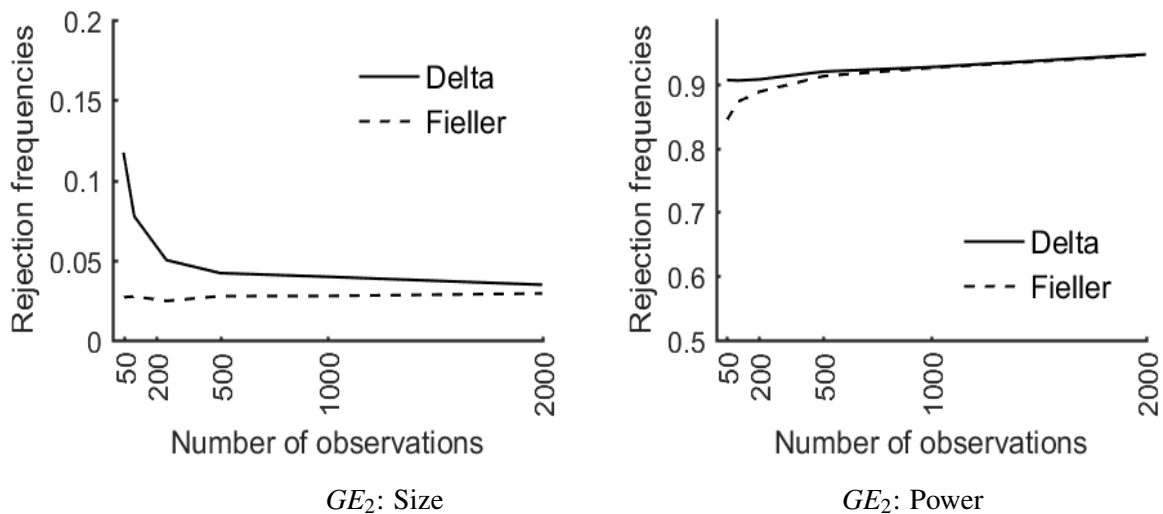 Rejection frequencies
0.2
0.15
0.1
0.05
0
Delta
Fieller
50
200
500
1000
2000
Number of observations
GE2: Size
Rejection frequencies
0.9
0.8
0.7
0.6
0.5
Delta
Fieller
50
200
500
1000
2000
Number of observations
GE2: Power